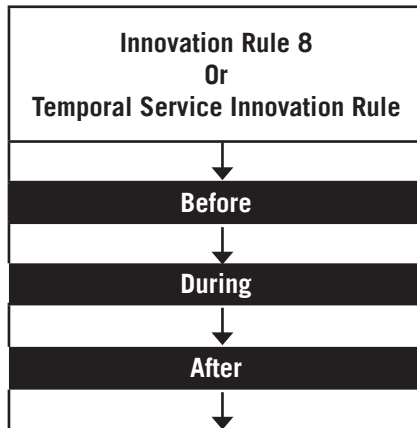 Innovation Rule 8
Or
Temporal Service Innovation Rule
Before
During
After